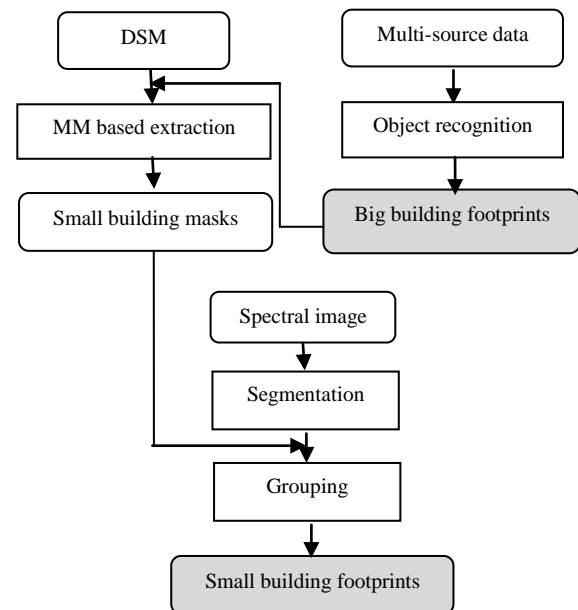 DSM
Multi-source data
MM based extraction
Object recognition
Small building masks
Big building footprints
Spectral image
Segmentation
Grouping
Small building footprints